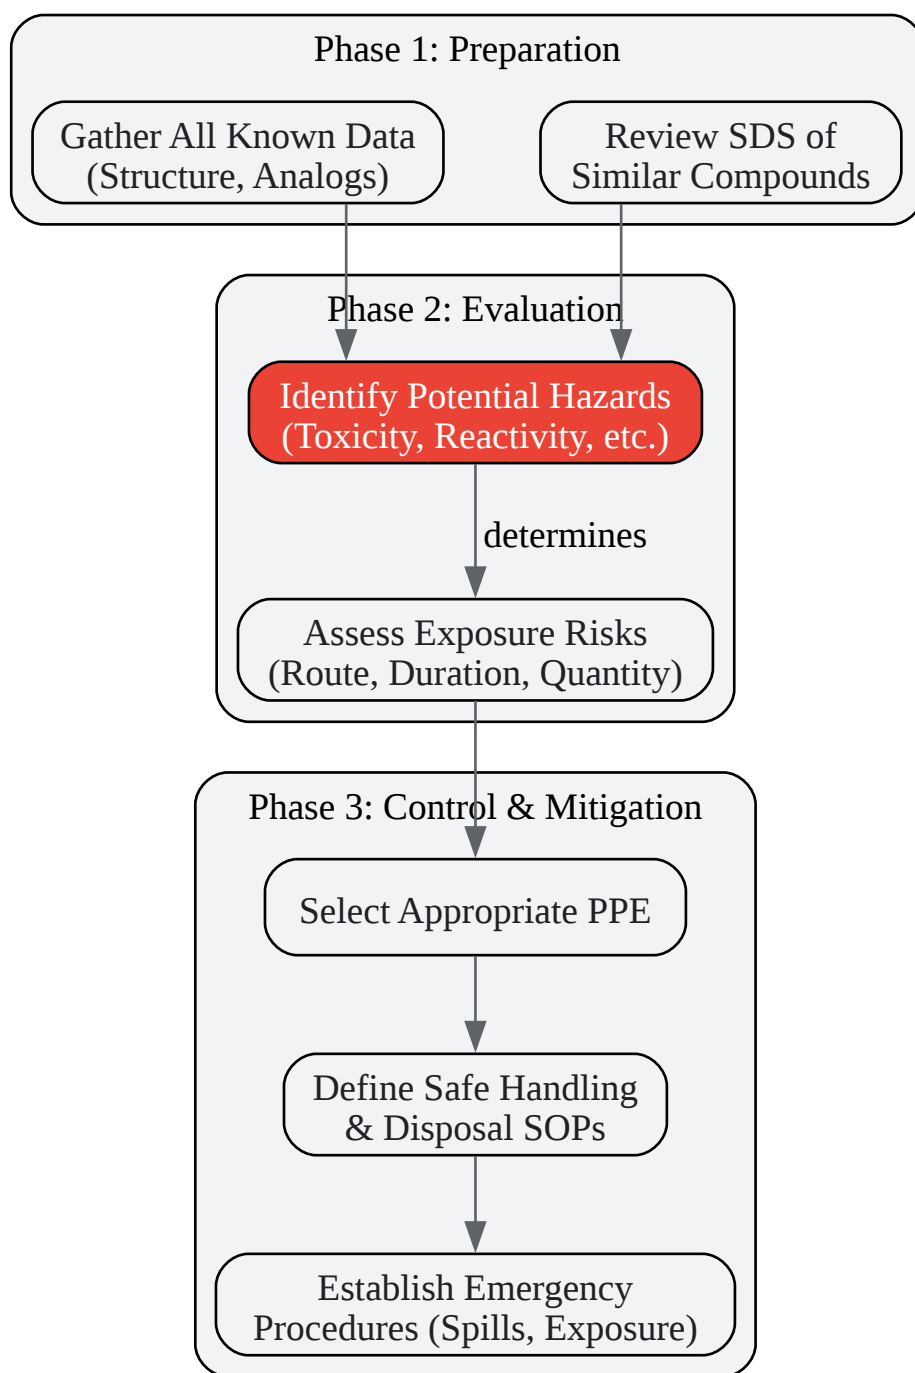 Phase 1: Preparation
Gather All Known Data
(Structure, Analogs)
Review SDS of
Similar Compounds
Phase 2: Evaluation
Identify Potential Hazards
(Toxicity, Reactivity, etc.)
determines
Assess Exposure Risks
(Route, Duration, Quantity)
Phase 3: Control & Mitigation
Select Appropriate PPE
Define Safe Handling
& Disposal SOPs
Establish Emergency
Procedures (Spills, Exposure)